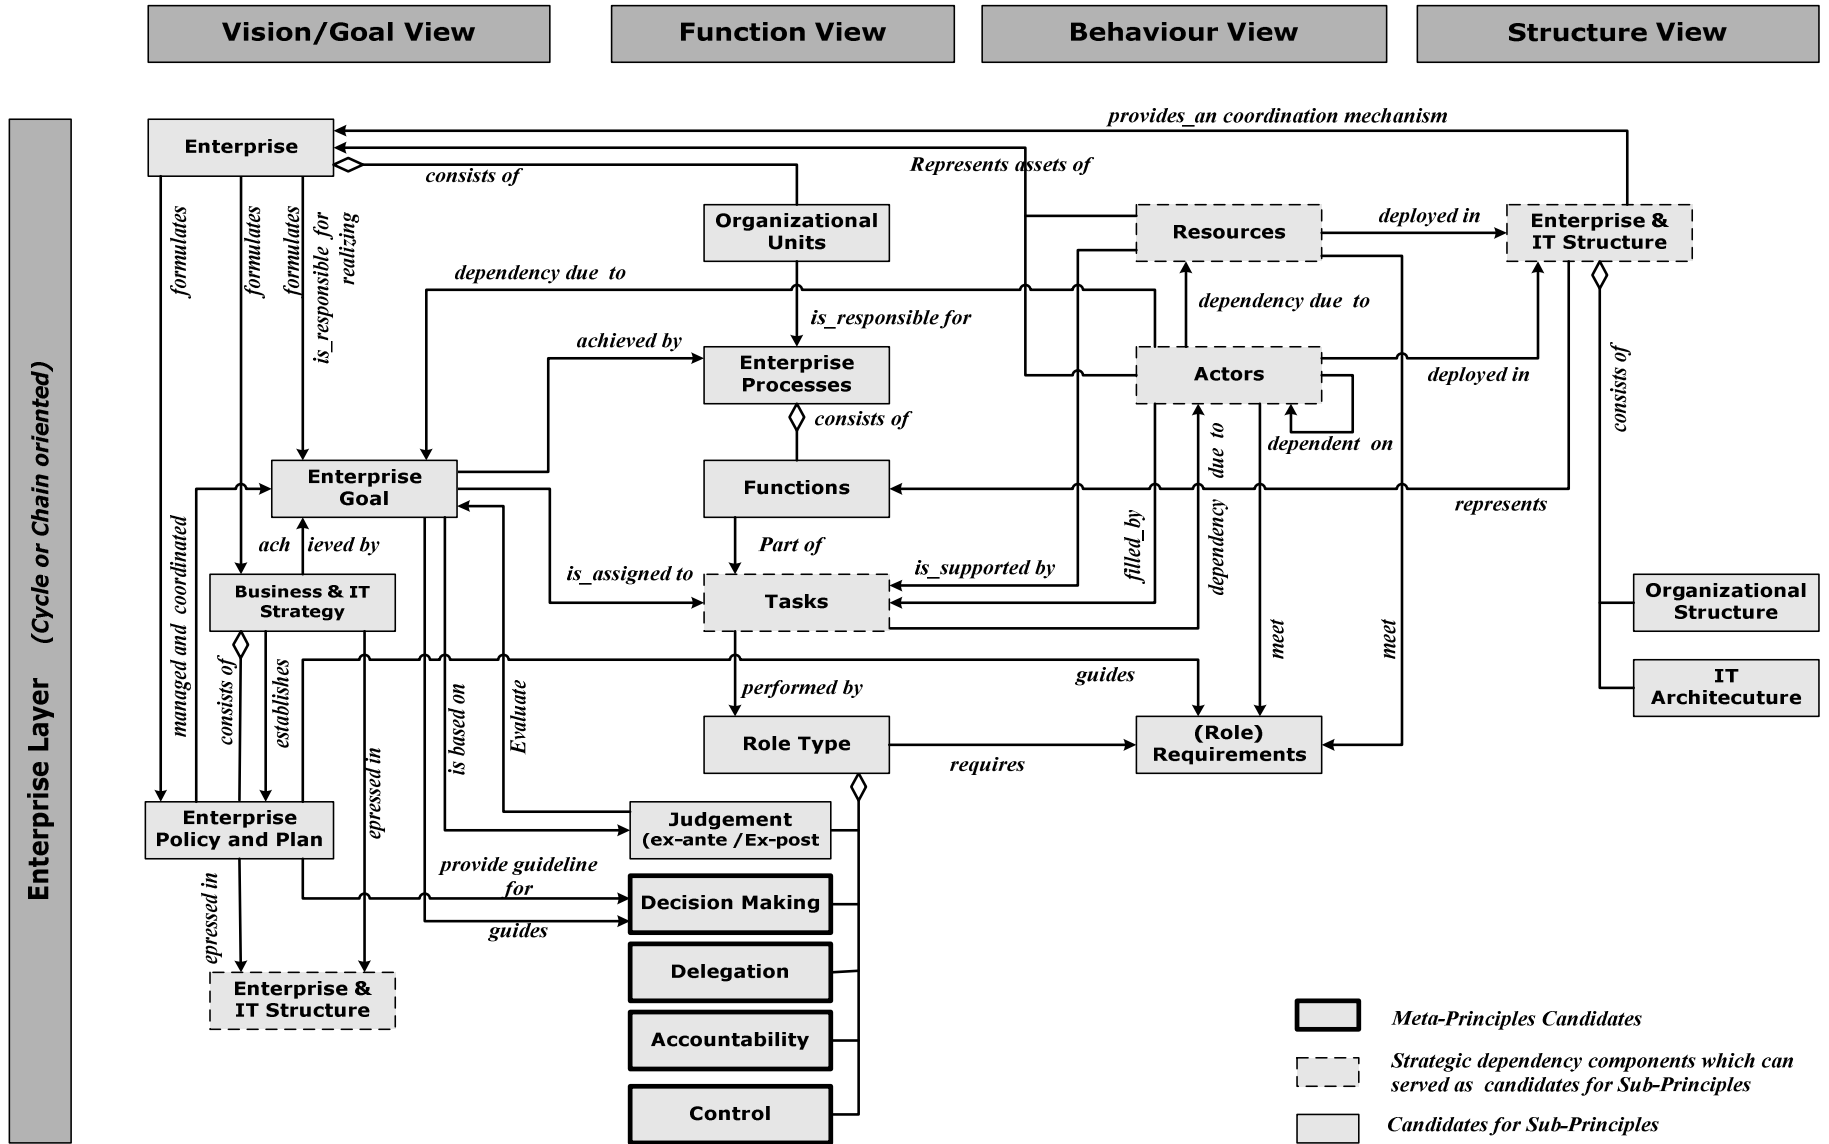 Vision/Goal View
Function View
Behaviour View
Structure View
Enterprise Layer (Cycle or Chain oriented)
provides_an coordination mechanism
Enterprise
Represents assets of
consists of
formulates
formulates
formulates
is_responsible for
realizing
Organizational
Units
Resources
deployed in
Enterprise &
IT Structure
dependency due to
dependency due to
is_responsible for
achieved by
Enterprise
Processes
Actors
deployed in
consists of
consists of
dependent on
Enterprise
Goal
Functions
represents
managed and coordinated
ach ieved by
Part of
filled_by
dependency due to
is_assigned to
is_supported by
Business & IT
Strategy
Tasks
Organizational
Structure
consists of
establishes
epressed in
is based on
Evaluate
performed by
guides
meet
meet
IT
Architecuture
Role Type
requires
(Role)
Requirements
Enterprise
Policy and Plan
Judgement
(ex-ante /Ex-post
provide guideline
for
epressed in
Decision Making
guides
Delegation
Enterprise &
IT Structure
Accountability
Control
Meta-Principles Candidates
Strategic dependency components which can
served as candidates for Sub-Principles
Candidates for Sub-Principles